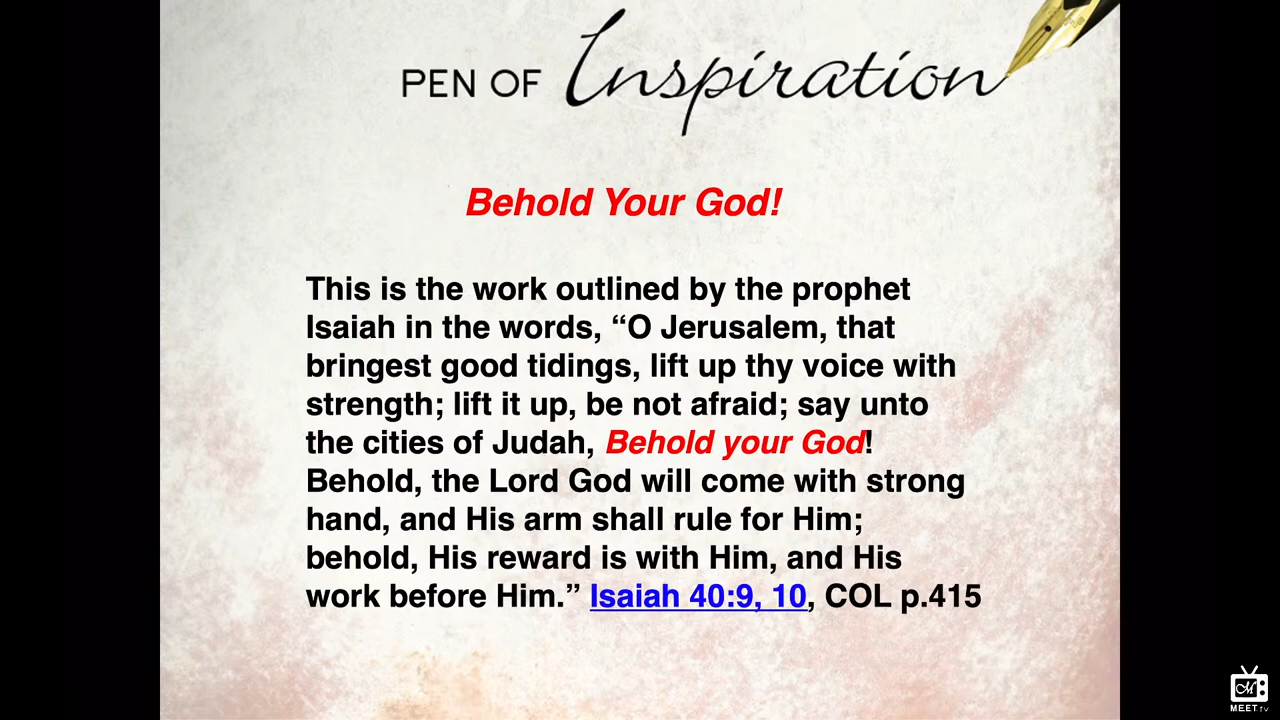 PEN OF Inspiration
Behold Your God!
This is the work outlined by the prophet
Isaiah in the words, “O Jerusalem, that
bringest good tidings, lift up thy voice with
strength; lift it up, be not afraid; say unto
the cities of Judah, Behold your God!
Behold, the Lord God will come with strong
hand, and His arm shall rule for Him;
behold, His reward is with Him, and His
work before Him.” Isaiah 40:9, 10, COL p.415
M
MEET.TV